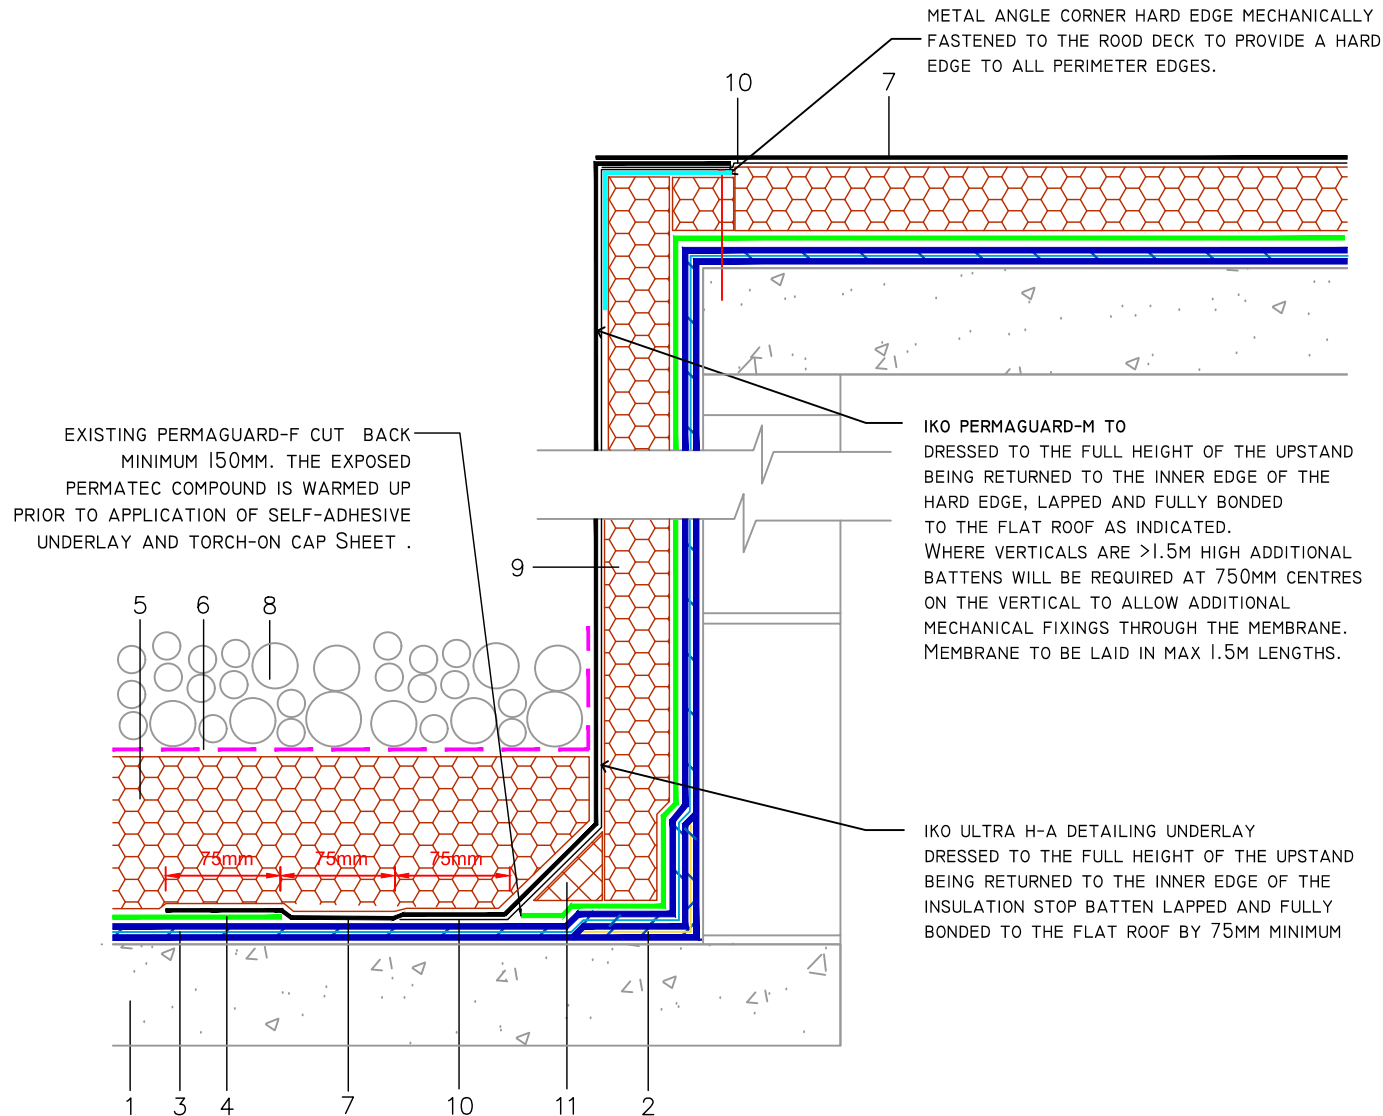 METAL ANGLE CORNER HARD EDGE MECHANICALLY
FASTENED TO THE ROOD DECK TO PROVIDE A HARD
EDGE TO ALL PERIMETER EDGES.
10
7
EXISTING PERMAGUARD-F CUT BACK
MINIMUM 150MM. THE EXPOSED
PERMATEC COMPOUND IS WARMED UP
PRIOR TO APPLICATION OF SELF-ADHESIVE
UNDERLAY AND TORCH-ON CAP SHEET .
IKO PERMAGUARD-M TO
DRESSED TO THE FULL HEIGHT OF THE UPSTAND
BEING RETURNED TO THE INNER EDGE OF THE
HARD EDGE, LAPPED AND FULLY BONDED
TO THE FLAT ROOF AS INDICATED.
WHERE VERTICALS ARE >1.5M HIGH ADDITIONAL
BATTENS WILL BE REQUIRED AT 750MM CENTRES
ON THE VERTICAL TO ALLOW ADDITIONAL
MECHANICAL FIXINGS THROUGH THE MEMBRANE.
MEMBRANE TO BE LAID IN MAX 1.5M LENGTHS.
9
5
6
8
75mm
75mm
75mm
IKO ULTRA H-A DETAILING UNDERLAY
DRESSED TO THE FULL HEIGHT OF THE UPSTAND
BEING RETURNED TO THE INNER EDGE OF THE
INSULATION STOP BATTEN LAPPED AND FULLY
BONDED TO THE FLAT ROOF BY 75MM MINIMUM
1
3
4
7
10
11
2